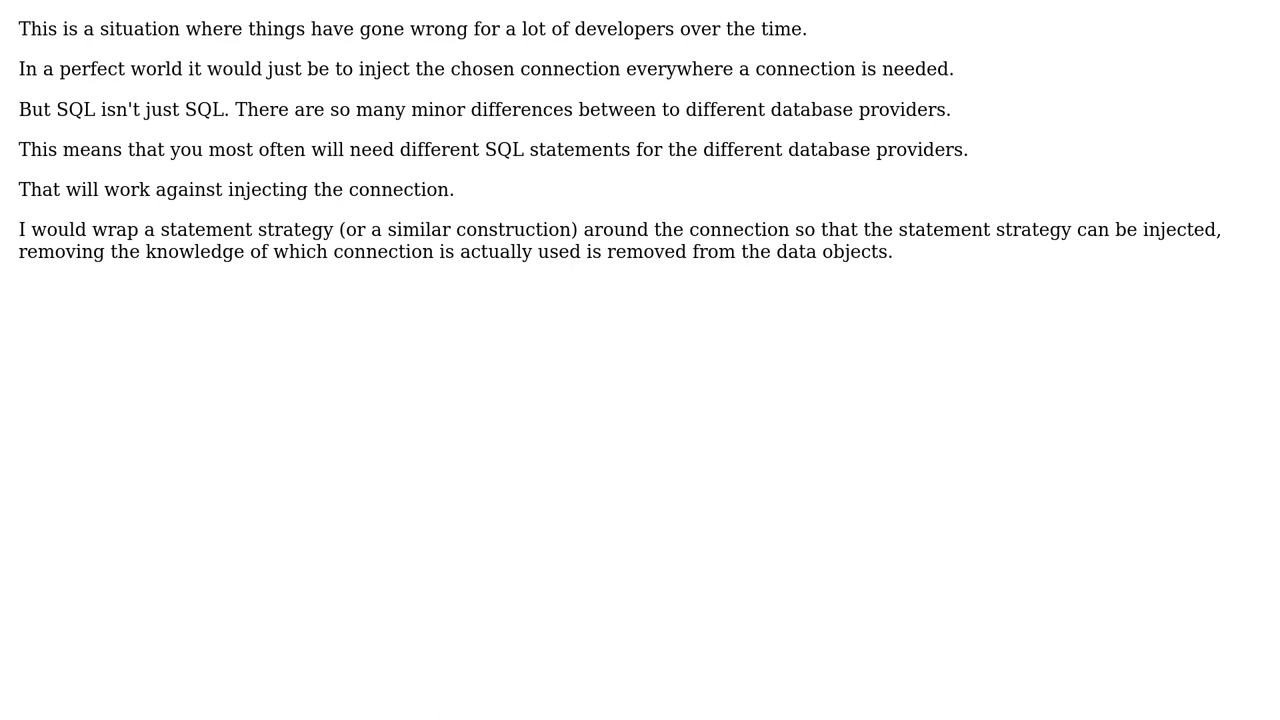 This is a situation where things have gone wrong for a lot of developers over the time.
In a perfect world it would just be to inject the chosen connection everywhere a connection is needed.
But SQL isn't just SQL. There are so many minor differences between to different database providers.
This means that you most often will need different SQL statements for the different database providers.
That will work against injecting the connection.
I would wrap a statement strategy (or a similar construction) around the connection so that the statement strategy can be injected,
removing the knowledge of which connection is actually used is removed from the data objects.